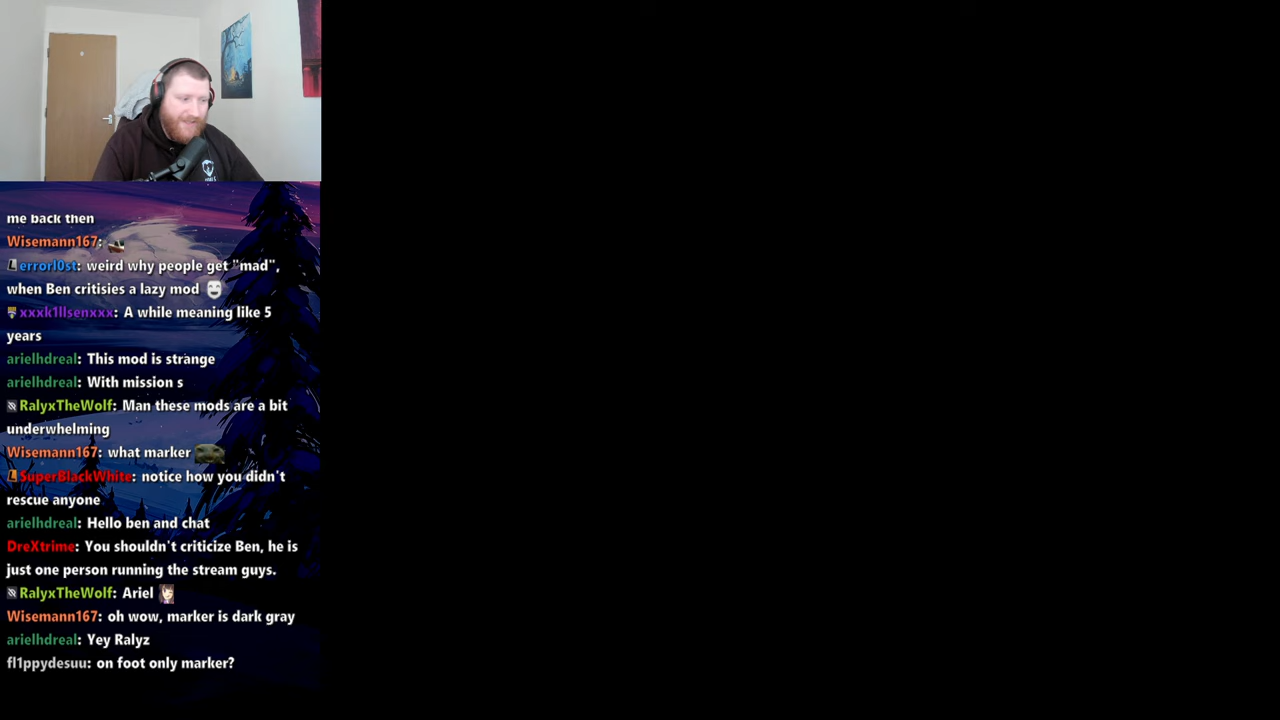 me back then
Wisemann167:
errorl0st: weird why people get "mad",
when Ben critisies a lazy mod
xxxk1llsenxxx: A while meaning like 5
years
arielhdreal: This mod is strange
arielhdreal: With mission s
RalyxTheWolf: Man these mods are a bit
underwhelming
Wisemann167: what marker
SuperBlackWhite: notice how you didn't
rescue anyone
arielhdreal: Hello ben and chat
DreXtrime: You shouldn't criticize Ben, he is
just one person running the stream guys.
RalyxTheWolf: Ariel
Wisemann167: oh wow, marker is dark gray
arielhdreal: Yey Ralyz
fl1ppydesuu: on foot only marker?